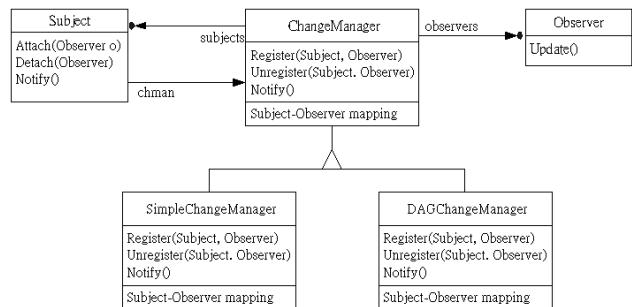 Subject
Attach(Observer o)
Detach(Observer)
Notify()
subjects
chman
ChangeManager
Register(Subject, Observer)
Unregister(Subject. Observer)
Notify()
Subject-Observer mapping
observers
Observer
Update()
SimpleChangeManager
Register(Subject, Observer)
Unregister(Subject. Observer)
Notify()
Subject-Observer mapping
DAGChangeManager
Register(Subject, Observer)
Unregister(Subject. Observer)
Notify()
Subject-Observer mapping